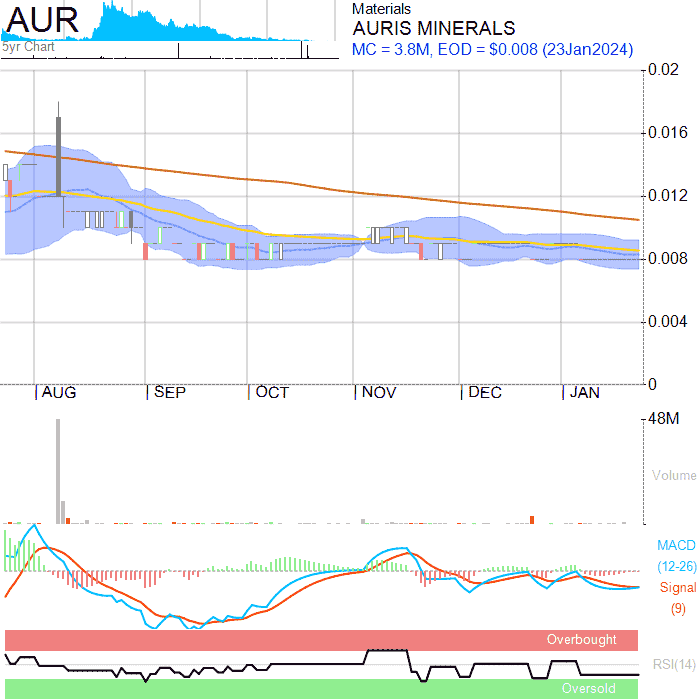 AUR
5yr Chart
Materials
AURIS MINERALS
MC = 3.8M, EOD = $0.008 (23Jan2024)
0.02
0.016
0.012
0.008
0.004
0
AUG SEP OCT NOV DEC JAN
48M
Volume
MACD
(12-26)
Signal
(9)
Overbought
RSI(14)
Oversold